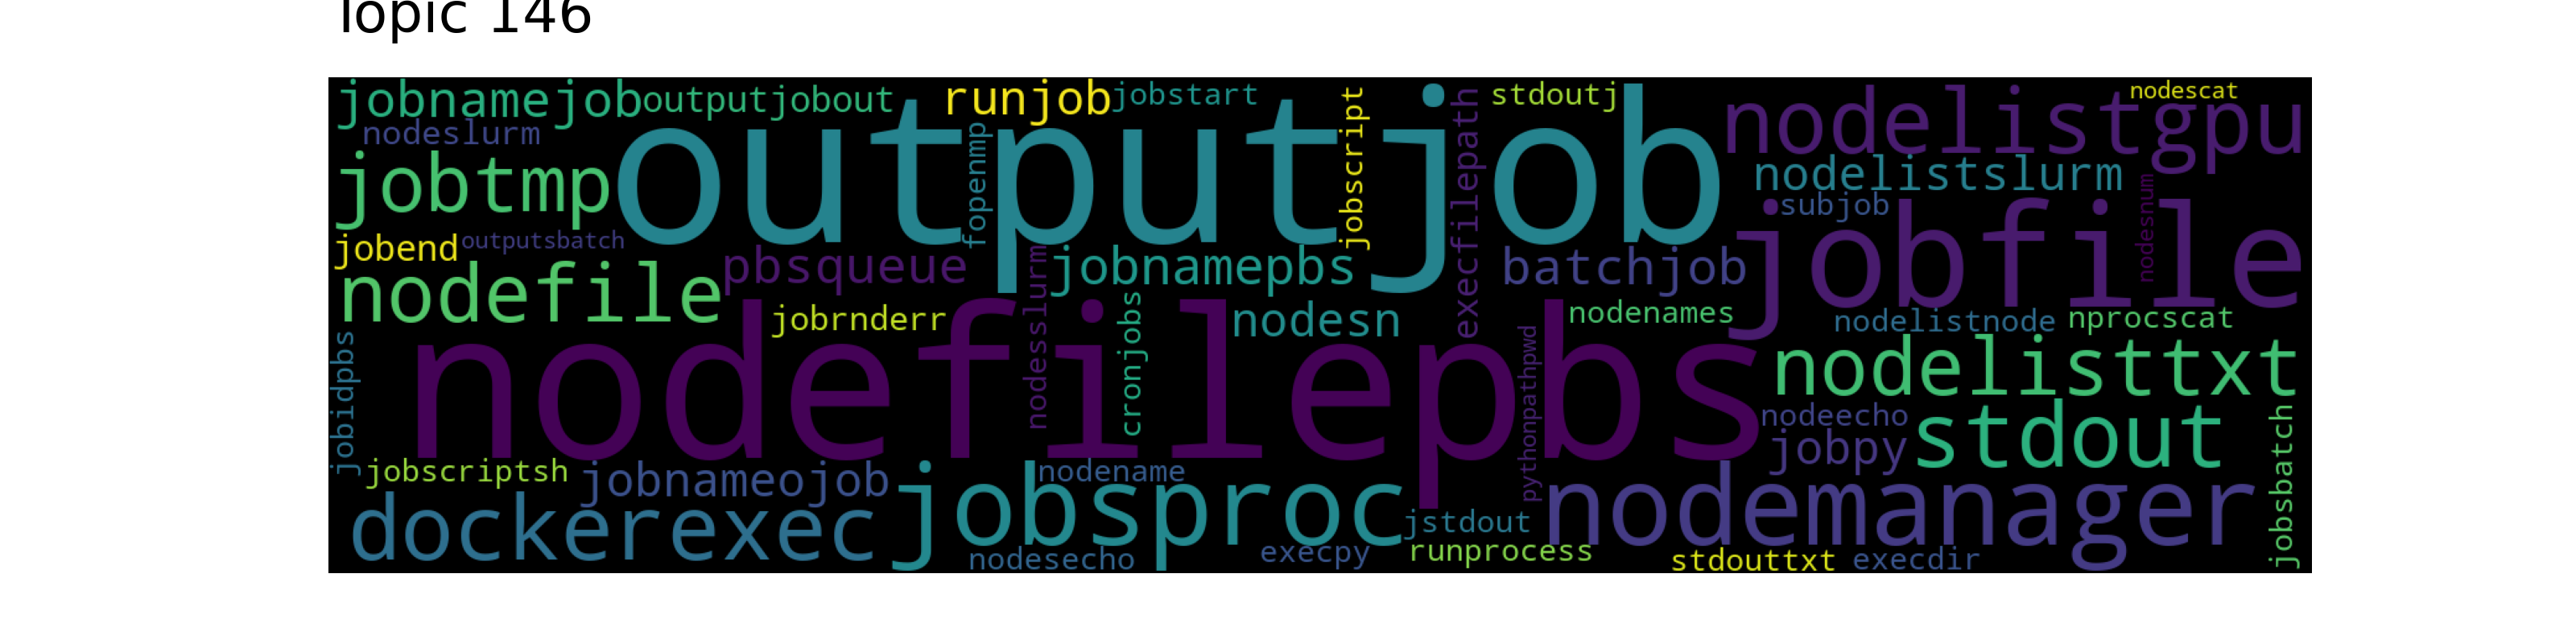 Topic 146
jobnamejob
outputjobout
runjob
jobstart
jobscript
execfilepath
stdoutj
nodelistgpu
nodescat
nodeslurm
jobtmp
outputjob
fopenmp
nodelistslurm
subjob
nodesnum
jobfile
jobend
outputsbatch
nodefile
pbsqueue
nodesslurm
jobnamepbs
batchjob
jobrnderr
cronjobs
nodesn
nodenames
nodelistnode
nprocscat
jobidpbs
nodefilepbs
pythonpathpwd
nodelisttxt
nodeecho
jobpy
stdout
jobsbatch
jobscriptsh
jobnameojob
nodename
dockerexec
jobsproc
jstdout
nodemanager
nodesecho
execpy
runprocess
stdouttxt
execdir